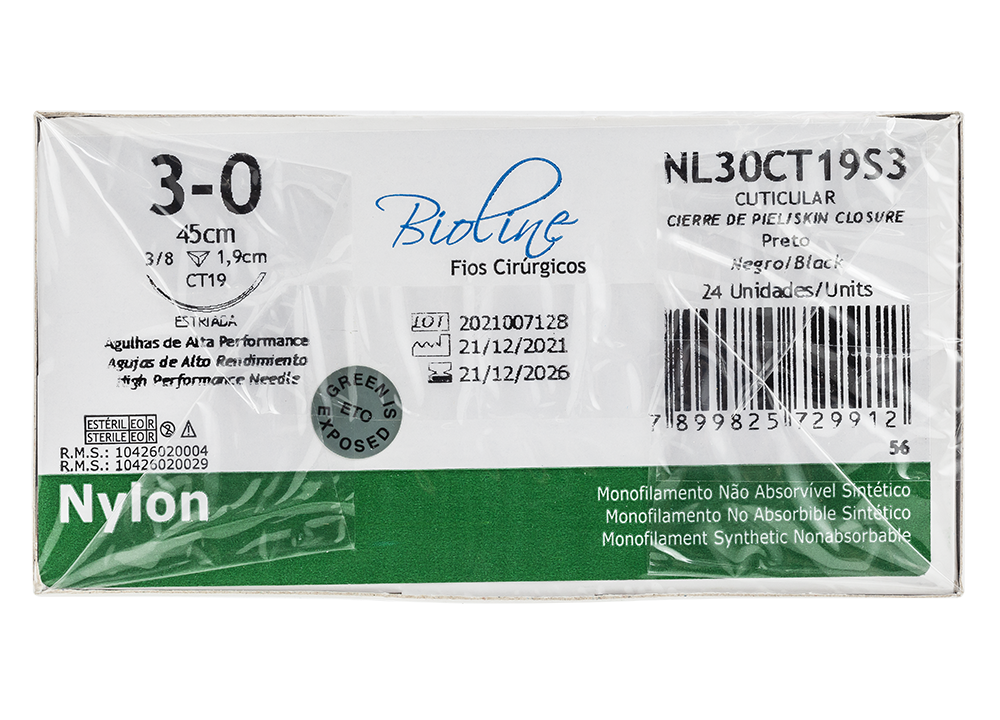 3-0
45cm
3/8 1,9cm
CT19
ESTRIADA
Agulhas de Alta Performance
Agujas de Alto Rendimiento
High Performance Needle
ESTÉRIL EO R
STERILE EO R
R.M.S.: 10426020004
R.M.S.: 10426020029
Bioline
Fios Cirúrgicos
LOT 2021007128
21/12/2021
21/12/2026
GREEN IS
ETO
EXPOSED
NL30CT19S3
CUTICULAR
CIERRE DE PIEL/SKIN CLOSURE
Preto
Negro/Black
24 Unidades/Units
7 899825 729912
56
Nylon
Monofilamento Não Absorvível Sintético
Monofilamento No Absorbible Sintético
Monofilament Synthetic Nonabsorbable